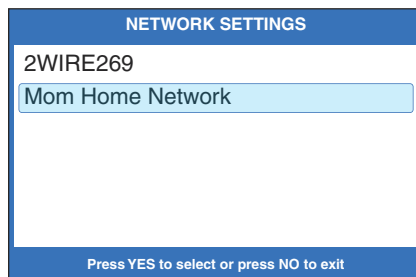 NETWORK SETTINGS
2WIRE269
Mom Home Network
Press YES to select or press NO to exit